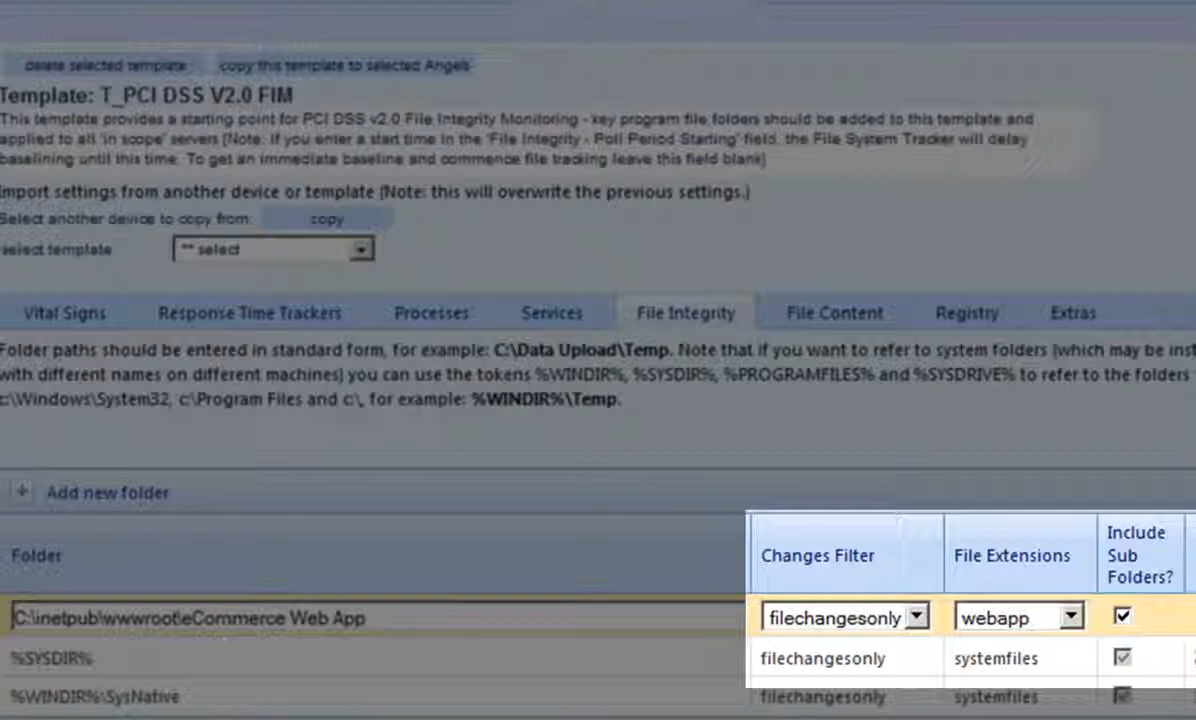 delete selected template copy this template to selected Angels
Template: T_PCI DSS V2.0 FIM
This template provides a starting point for PCI DSS v2.0 File Integrity Monitoring - key program file folders should be added to this template and
applied to all 'in scope' servers [Note: If you enter a start time in the 'File Integrity - Poll Period Starting' field, the File System Tracker will delay
baselining until this time. To get an immediate baseline and commence file tracking leave this field blank]
Import settings from another device or template (Note: this will overwrite the previous settings.)
Select another device to copy from: copy
select template ** select
Vital Signs Response Time Trackers Processes Services File Integrity File Content Registry Extras
Folder paths should be entered in standard form, for example: C:\Data Upload\Temp. Note that if you want to refer to system folders (which may be inst
with different names on different machines) you can use the tokens %WINDIR%, %SYSDIR%, %PROGRAMFILES% and %SYSDRIVE% to refer to the folders
c:\Windows\System32, c:\Program Files and c:\, for example: %WINDIR%\Temp.
+ Add new folder
Folder Changes Filter File Extensions Include Sub Folders?
C:\inetpub\wwwroot\eCommerce Web App filechangesonly webapp
%SYSDIR% filechangesonly systemfiles
%WINDIR%\SysNative filechangesonly systemfiles